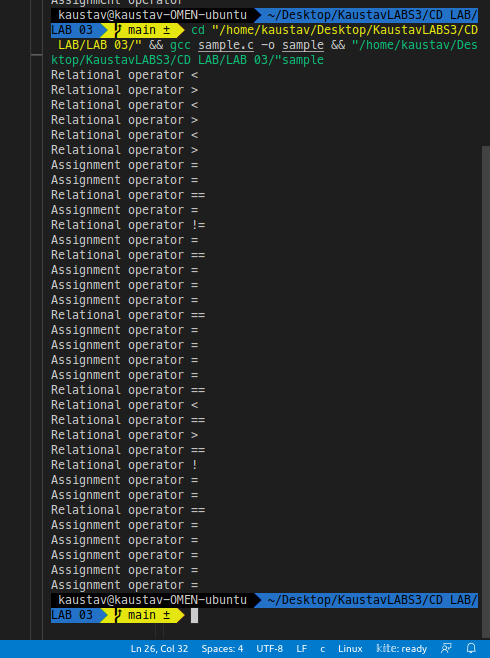 Assignment operator
kaustav@kaustav-OMEN-ubuntu ~/Desktop/KaustavLABS3/CD LAB/
LAB 03 main ± cd "/home/kaustav/Desktop/KaustavLABS3/CD
LAB/LAB 03/" && gcc sample.c -o sample && "/home/kaustav/Des
ktop/KaustavLABS3/CD LAB/LAB 03/"sample
Relational operator <
Relational operator >
Relational operator <
Relational operator >
Relational operator <
Relational operator >
Assignment operator =
Assignment operator =
Relational operator ==
Assignment operator =
Relational operator !=
Assignment operator =
Relational operator ==
Assignment operator =
Assignment operator =
Assignment operator =
Relational operator ==
Assignment operator =
Assignment operator =
Assignment operator =
Assignment operator =
Relational operator ==
Relational operator <
Relational operator ==
Relational operator >
Relational operator ==
Relational operator !
Assignment operator =
Assignment operator =
Relational operator ==
Assignment operator =
Assignment operator =
Assignment operator =
Assignment operator =
Assignment operator =
kaustav@kaustav-OMEN-ubuntu ~/Desktop/KaustavLABS3/CD LAB/
LAB 03 main ±
Ln 26, Col 32 Spaces: 4 UTF-8 LF c Linux kite: ready